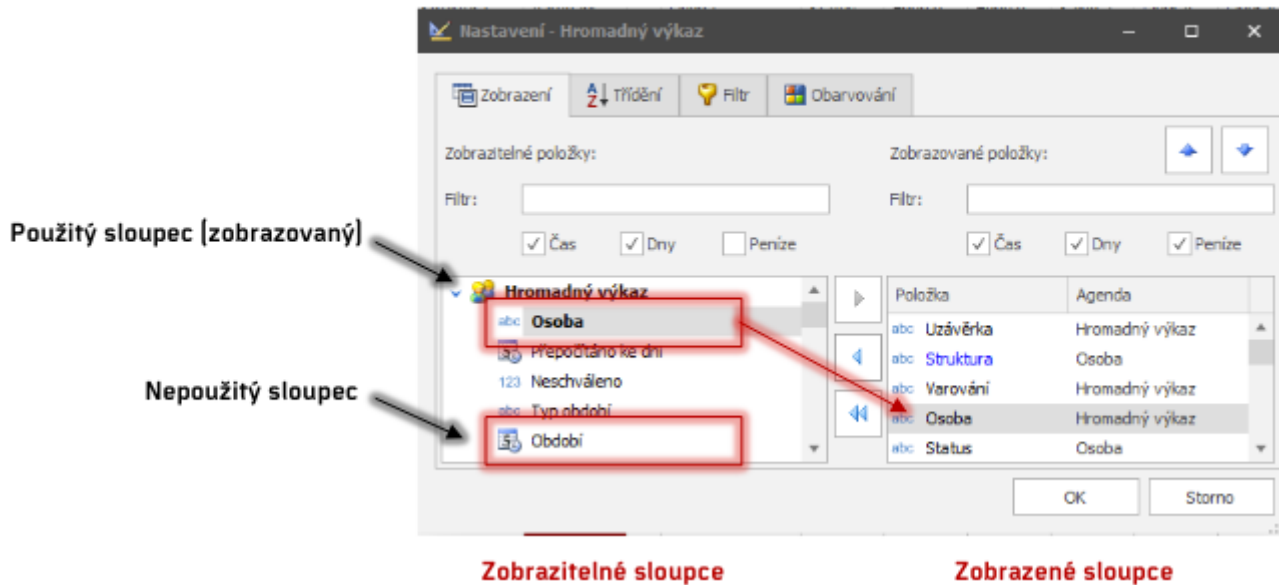 Nastavení - Hromadný výkaz
Zobrazení
Třídění
Filtr
Obarvování
Zobrazitelné položky:
Zobrazované položky:
Filtr:
Filtr:
Použitý sloupec (zobrazovaný)
Čas
Dny
Peníze
Čas
Dny
Peníze
Hromadný výkaz
Položka
Agenda
abc Osoba
abc Uzávěrka
Hromadný výkaz
Přepočítáno ke dni
abc Struktura
Osoba
Nepoužitý sloupec
123 Neschváleno
abc Varování
Hromadný výkaz
abc Typ období
abc Osoba
Hromadný výkaz
Období
abc Status
Osoba
OK
Storno
Zobrazitelné sloupce
Zobrazené sloupce